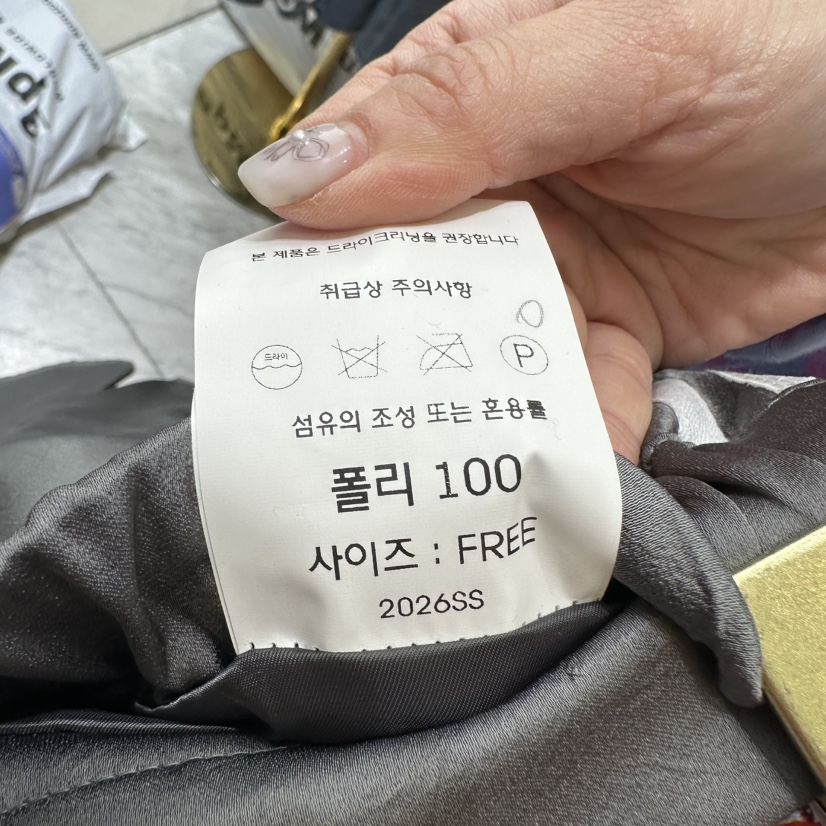 본 제품은 드라이크리닝을 권장합니다
취급상 주의사항
드라이
P
섬유의 조성 또는 혼용률
폴리 100
사이즈 : FREE
2026SS